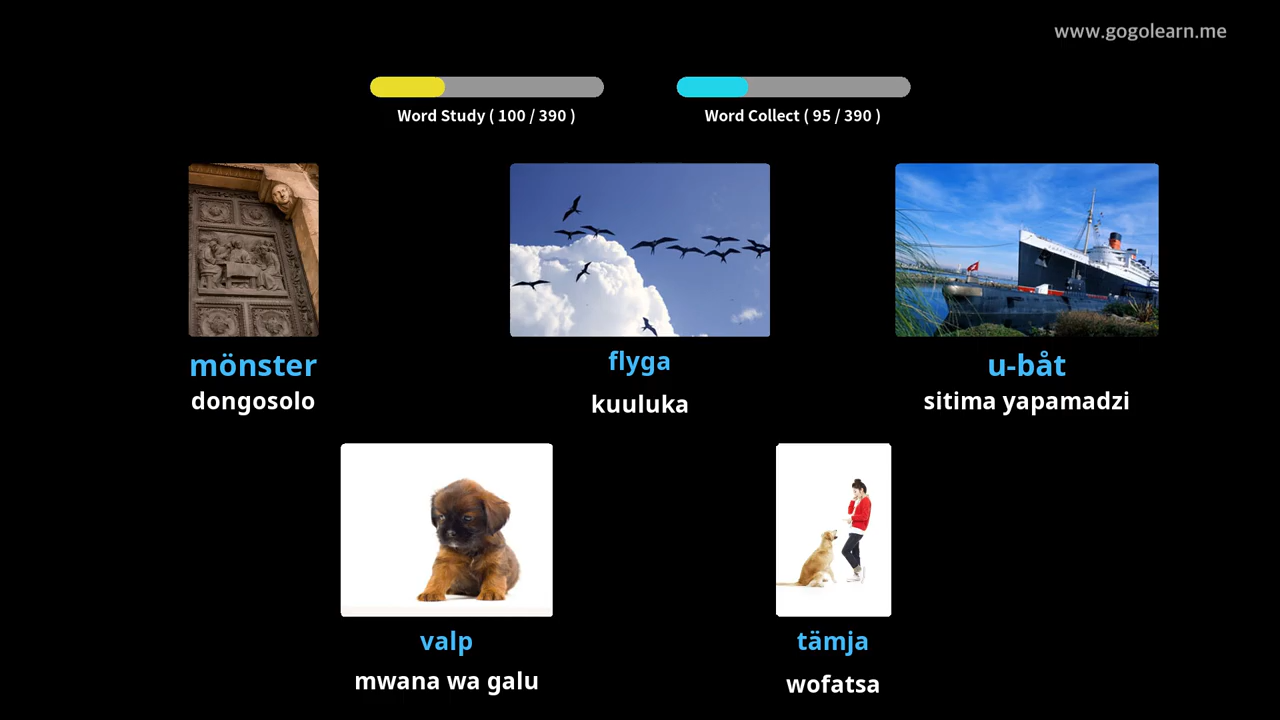 www.gogolearn.me
Word Study ( 100 / 390 )
Word Collect ( 95 / 390 )
mönster
dongosolo
flyga
kuuluka
u-båt
sitima yapamadzi
valp
mwana wa galu
tämja
wofatsa